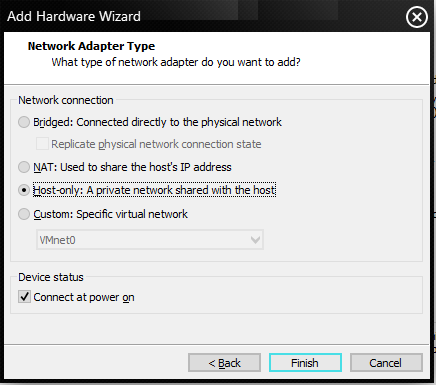 Add Hardware Wizard
Network Adapter Type
What type of network adapter do you want to add?
Network connection
Bridged: Connected directly to the physical network
Replicate physical network connection state
NAT: Used to share the host's IP address
Host-only: A private network shared with the host
Custom: Specific virtual network
VMnet0
Device status
Connect at power on
< Back
Finish
Cancel